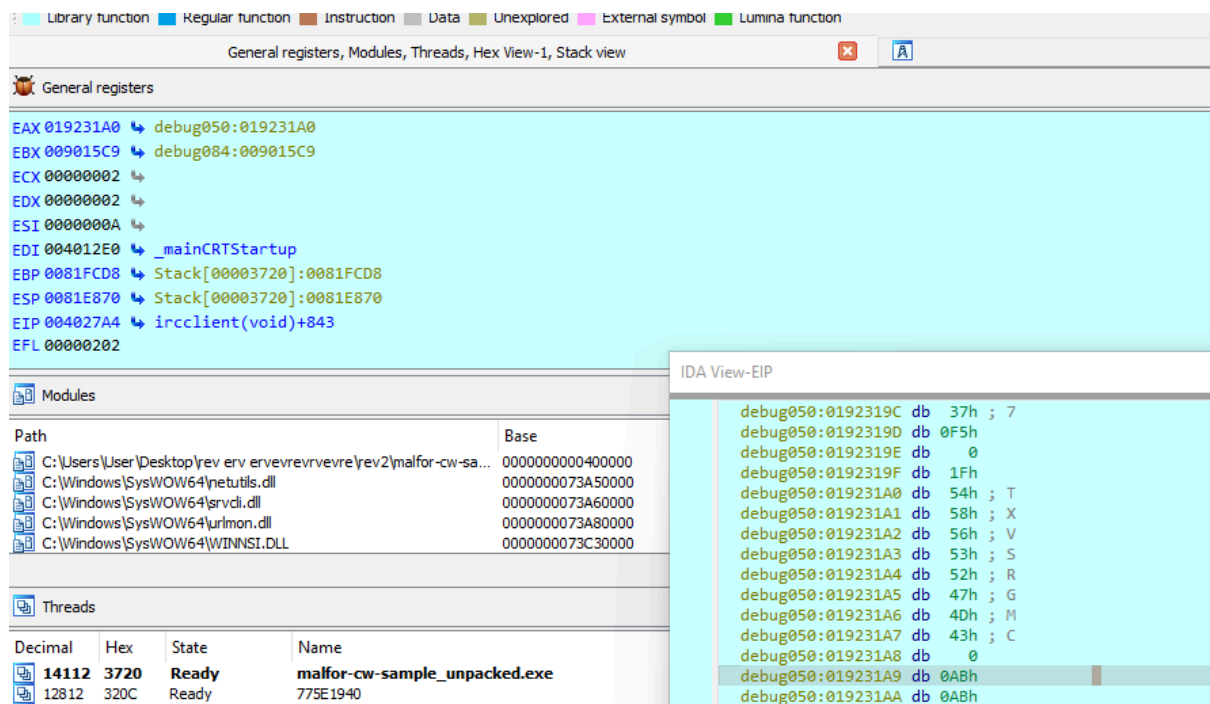 Library function Regular function Instruction Data Unexplored External symbol Lumina function
General registers, Modules, Threads, Hex View-1, Stack view
General registers
EAX 019231A0 debug050:019231A0
EBX 009015C9 debug084:009015C9
ECX 00000002
EDX 00000002
ESI 0000000A
EDI 004012E0 _mainCRTStartup
EBP 0081FCD8 Stack[00003720]:0081FCD8
ESP 0081E870 Stack[00003720]:0081E870
EIP 004027A4 ircclient(void)+843
EFL 00000202
Modules
Path Base
C:\Users\User\Desktop\rev erv ervevrevrvevre\rev2\malfor-cw-sa... 0000000000400000
C:\Windows\SysWOW64\netutils.dll 0000000073A50000
C:\Windows\SysWOW64\srvcli.dll 0000000073A60000
C:\Windows\SysWOW64\urlmon.dll 0000000073A80000
C:\Windows\SysWOW64\WINNSI.DLL 0000000073C30000
Threads
Decimal Hex State Name
14112 3720 Ready malfor-cw-sample_unpacked.exe
12812 320C Ready 775E1940
IDA View-EIP
debug050:0192319C db 37h ; 7
debug050:0192319D db 0F5h
debug050:0192319E db 0
debug050:0192319F db 1Fh
debug050:019231A0 db 54h ; T
debug050:019231A1 db 58h ; X
debug050:019231A2 db 56h ; V
debug050:019231A3 db 53h ; S
debug050:019231A4 db 52h ; R
debug050:019231A5 db 47h ; G
debug050:019231A6 db 4Dh ; M
debug050:019231A7 db 43h ; C
debug050:019231A8 db 0
debug050:019231A9 db 0ABh
debug050:019231AA db 0ABh